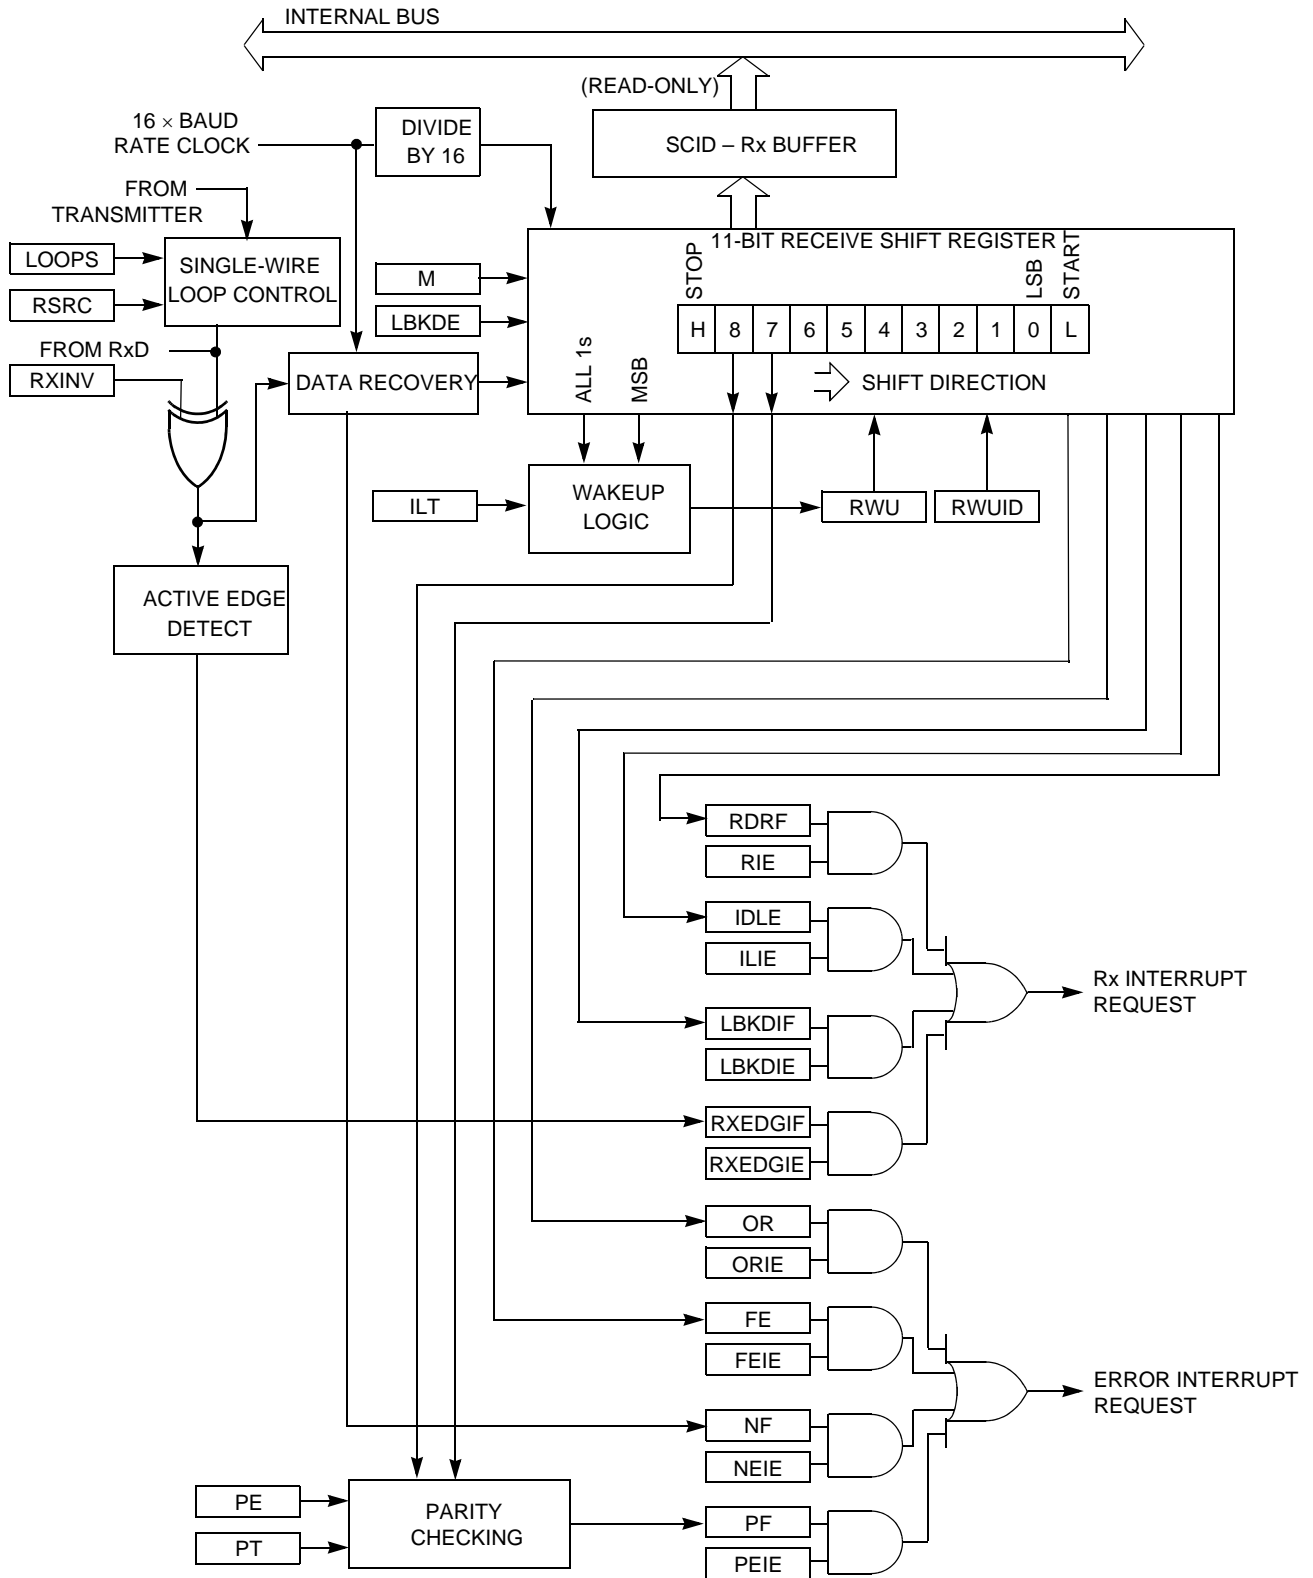 INTERNAL BUS
(READ-ONLY)
16 × BAUD
RATE CLOCK
DIVIDE
BY 16
SCID – Rx BUFFER
FROM
TRANSMITTER
LOOPS
RSRC
SINGLE-WIRE
LOOP CONTROL
M
LBKDE
11-BIT RECEIVE SHIFT REGISTER
STOP
LSB
START
H 8 7 6 5 4 3 2 1 0 L
FROM RxD
RXINV
DATA RECOVERY
ALL 1s
MSB
SHIFT DIRECTION
ILT
WAKEUP
LOGIC
RWU
RWUID
ACTIVE EDGE
DETECT
RDRF
RIE
IDLE
ILIE
Rx INTERRUPT
REQUEST
LBKDIF
LBKDIE
RXEDGIF
RXEDGIE
OR
ORIE
FE
FEIE
ERROR INTERRUPT
REQUEST
NF
NEIE
PE
PT
PARITY
CHECKING
PF
PEIE